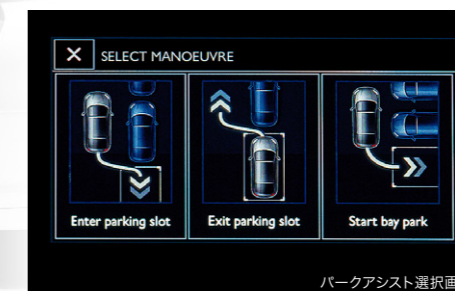 SELECT MANOEUVRE
Enter parking slot
Exit parking slot
Start bay park
パークアシスト選択画